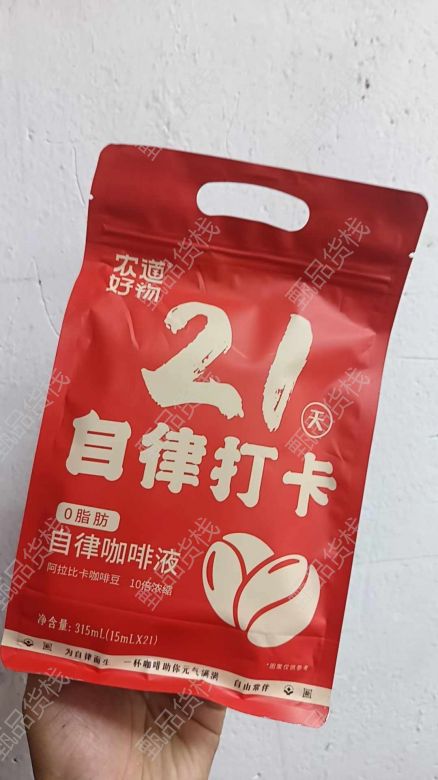 农道
好物
21
天
自律打卡
0脂肪
自律咖啡液
阿拉比卡咖啡豆 10倍浓缩
净含量: 315mL(15mLX21)
*图案仅供参考
为自律而生 一杯咖啡助你元气满满 自由常伴
甄品货栈